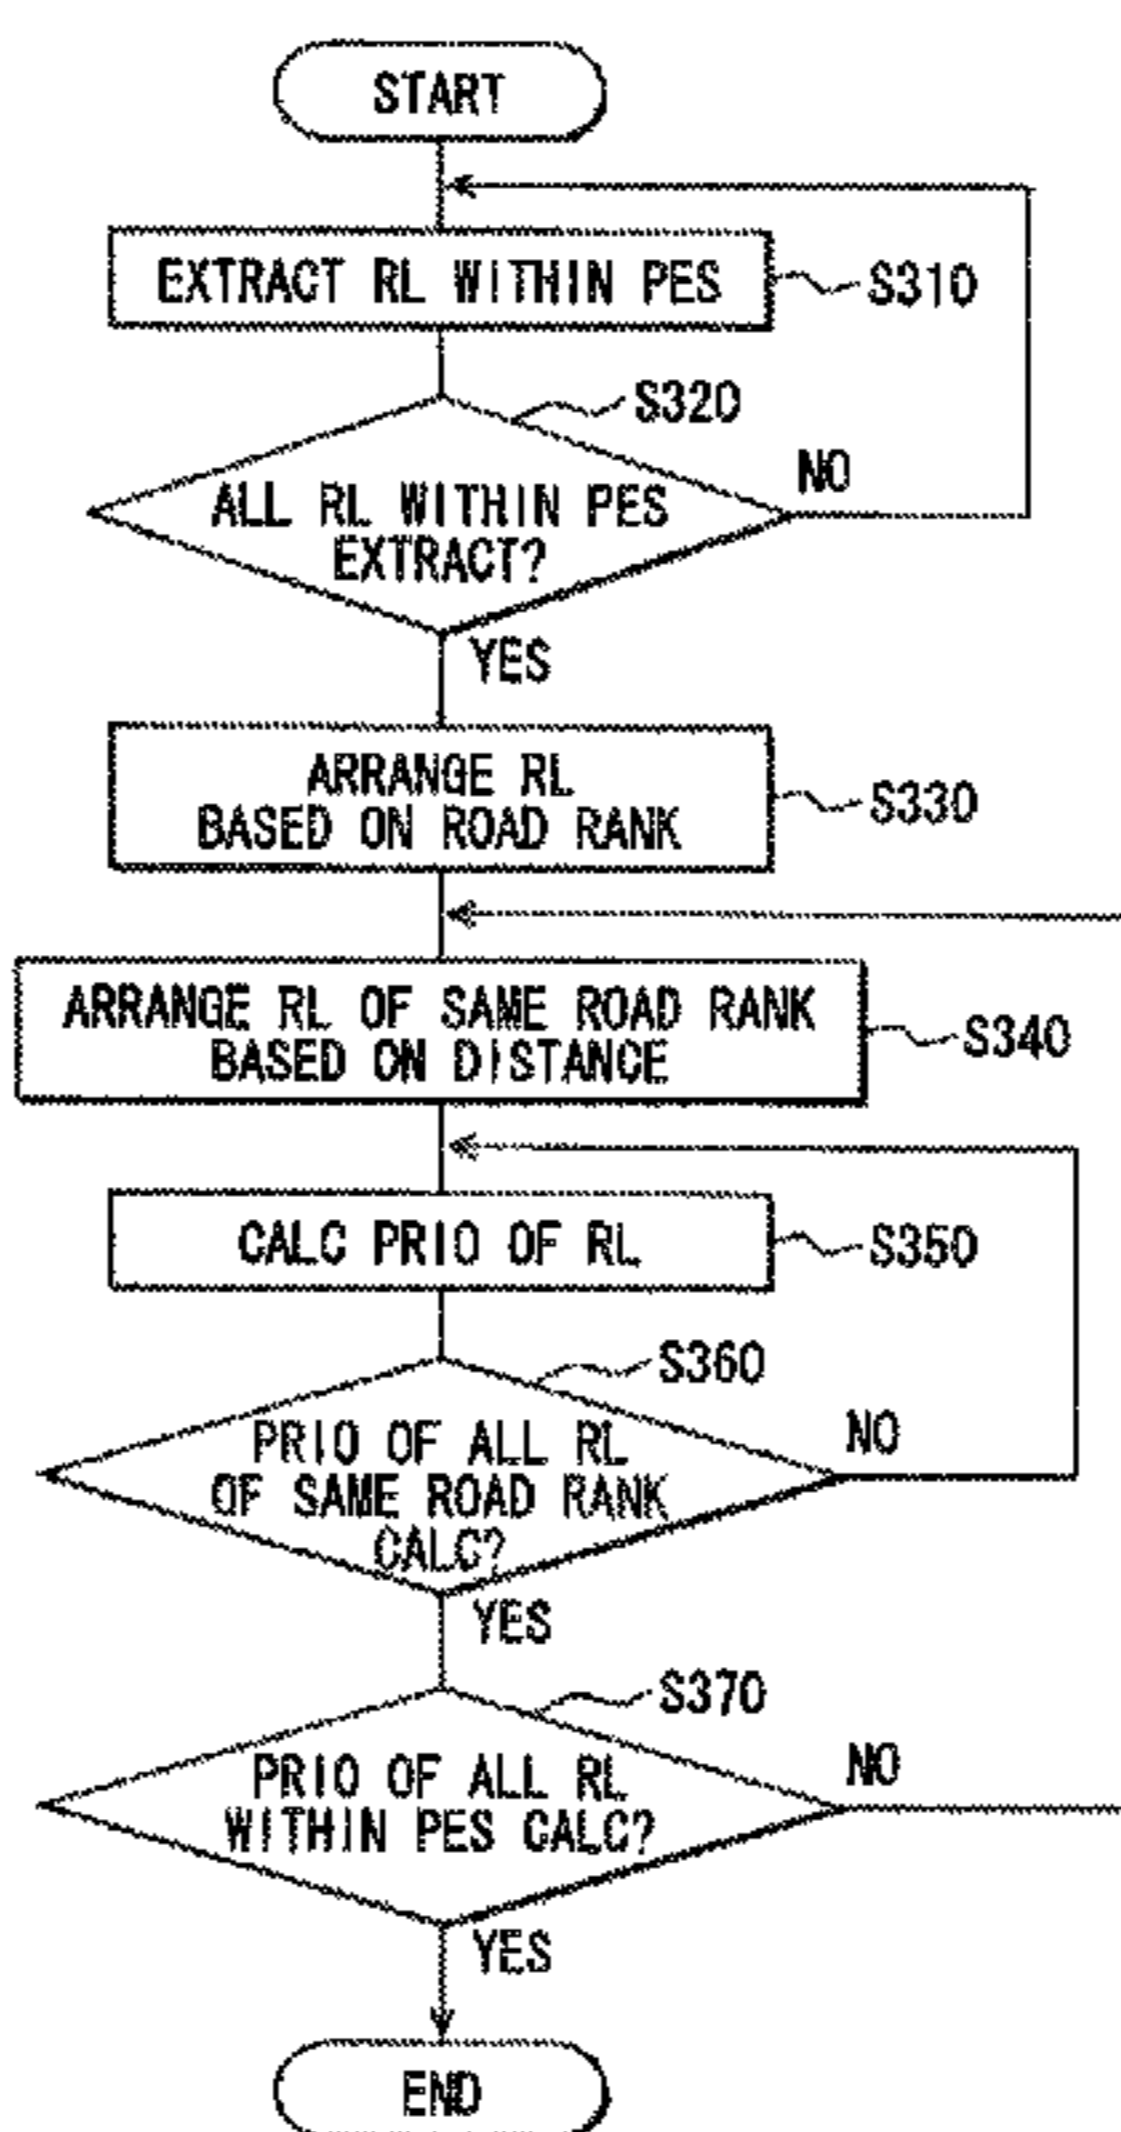 START
EXTRACT RL WITHIN PES
S310
S320
ALL RL WITHIN PES
EXTRACT?
NO
YES
ARRANGE RL
BASED ON ROAD RANK
S330
ARRANGE RL OF SAME ROAD RANK
BASED ON DISTANCE
S340
CALC PRIO OF RL
S350
S360
PRIO OF ALL RL
OF SAME ROAD RANK
CALC?
NO
YES
S370
PRIO OF ALL RL
WITHIN PES CALC?
NO
YES
END